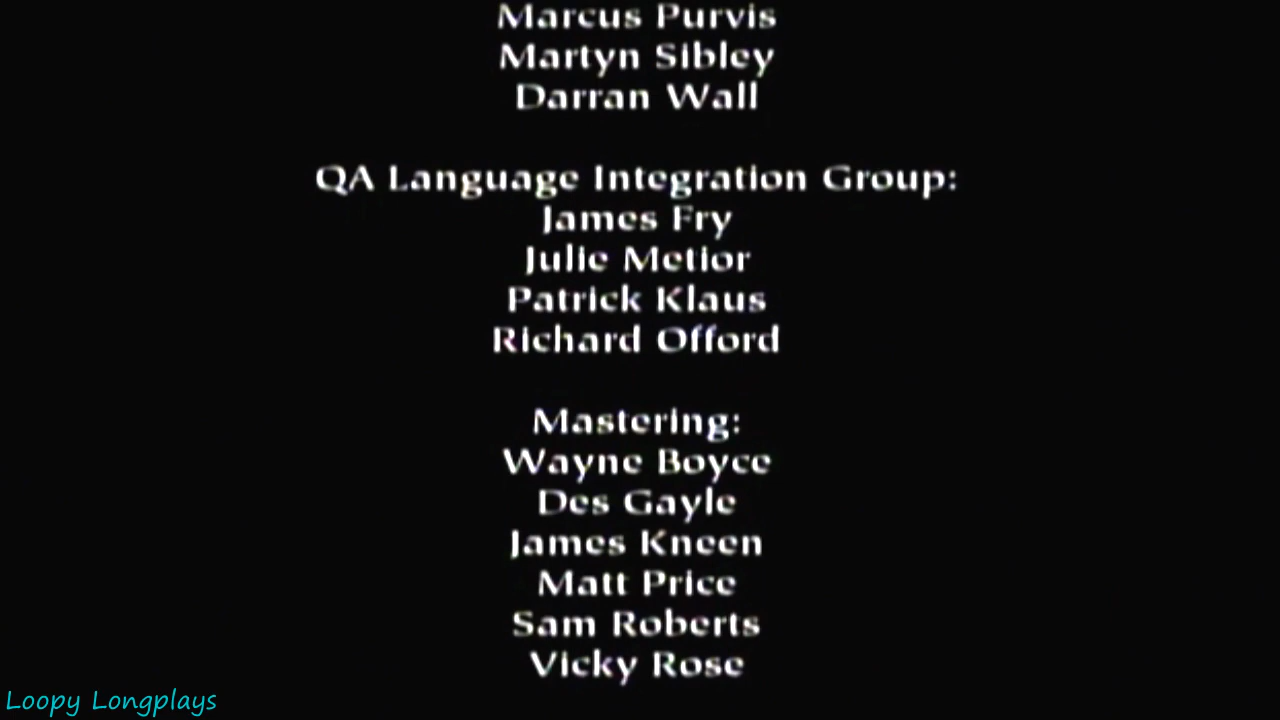 Marcus Purvis
Martyn Sibley
Darran Wall
QA Language Integration Group:
James Fry
Julie Metior
Patrick Klaus
Richard Offord
Mastering:
Wayne Boyce
Des Gayle
James Kneen
Matt Price
Sam Roberts
Vicky Rose
Loopy Longplays